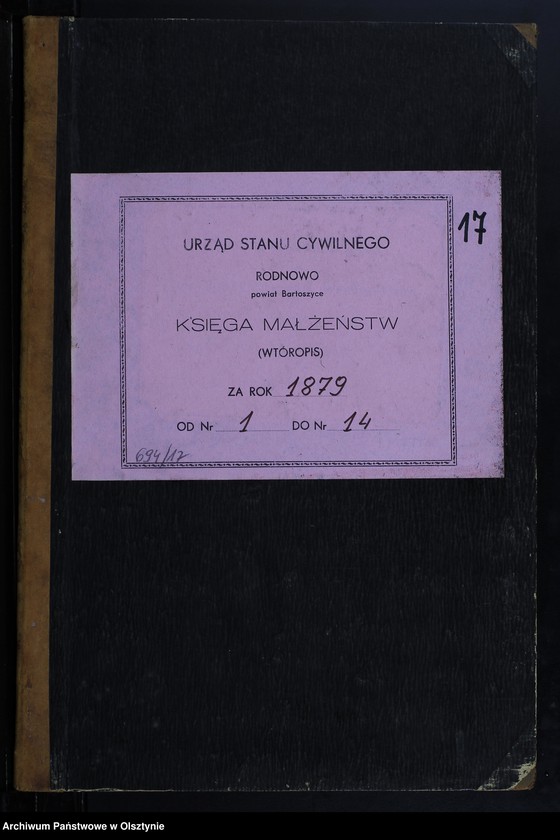 17
URZĄD STANU CYWILNEGO
RODNOWO
powiat Bartoszyce
KSIĘGA MAŁŻEŃSTW
(WTÓROPIS)
ZA ROK 1879
OD Nr 1 DO Nr 14
694/17
Archiwum Państwowe w Olsztynie